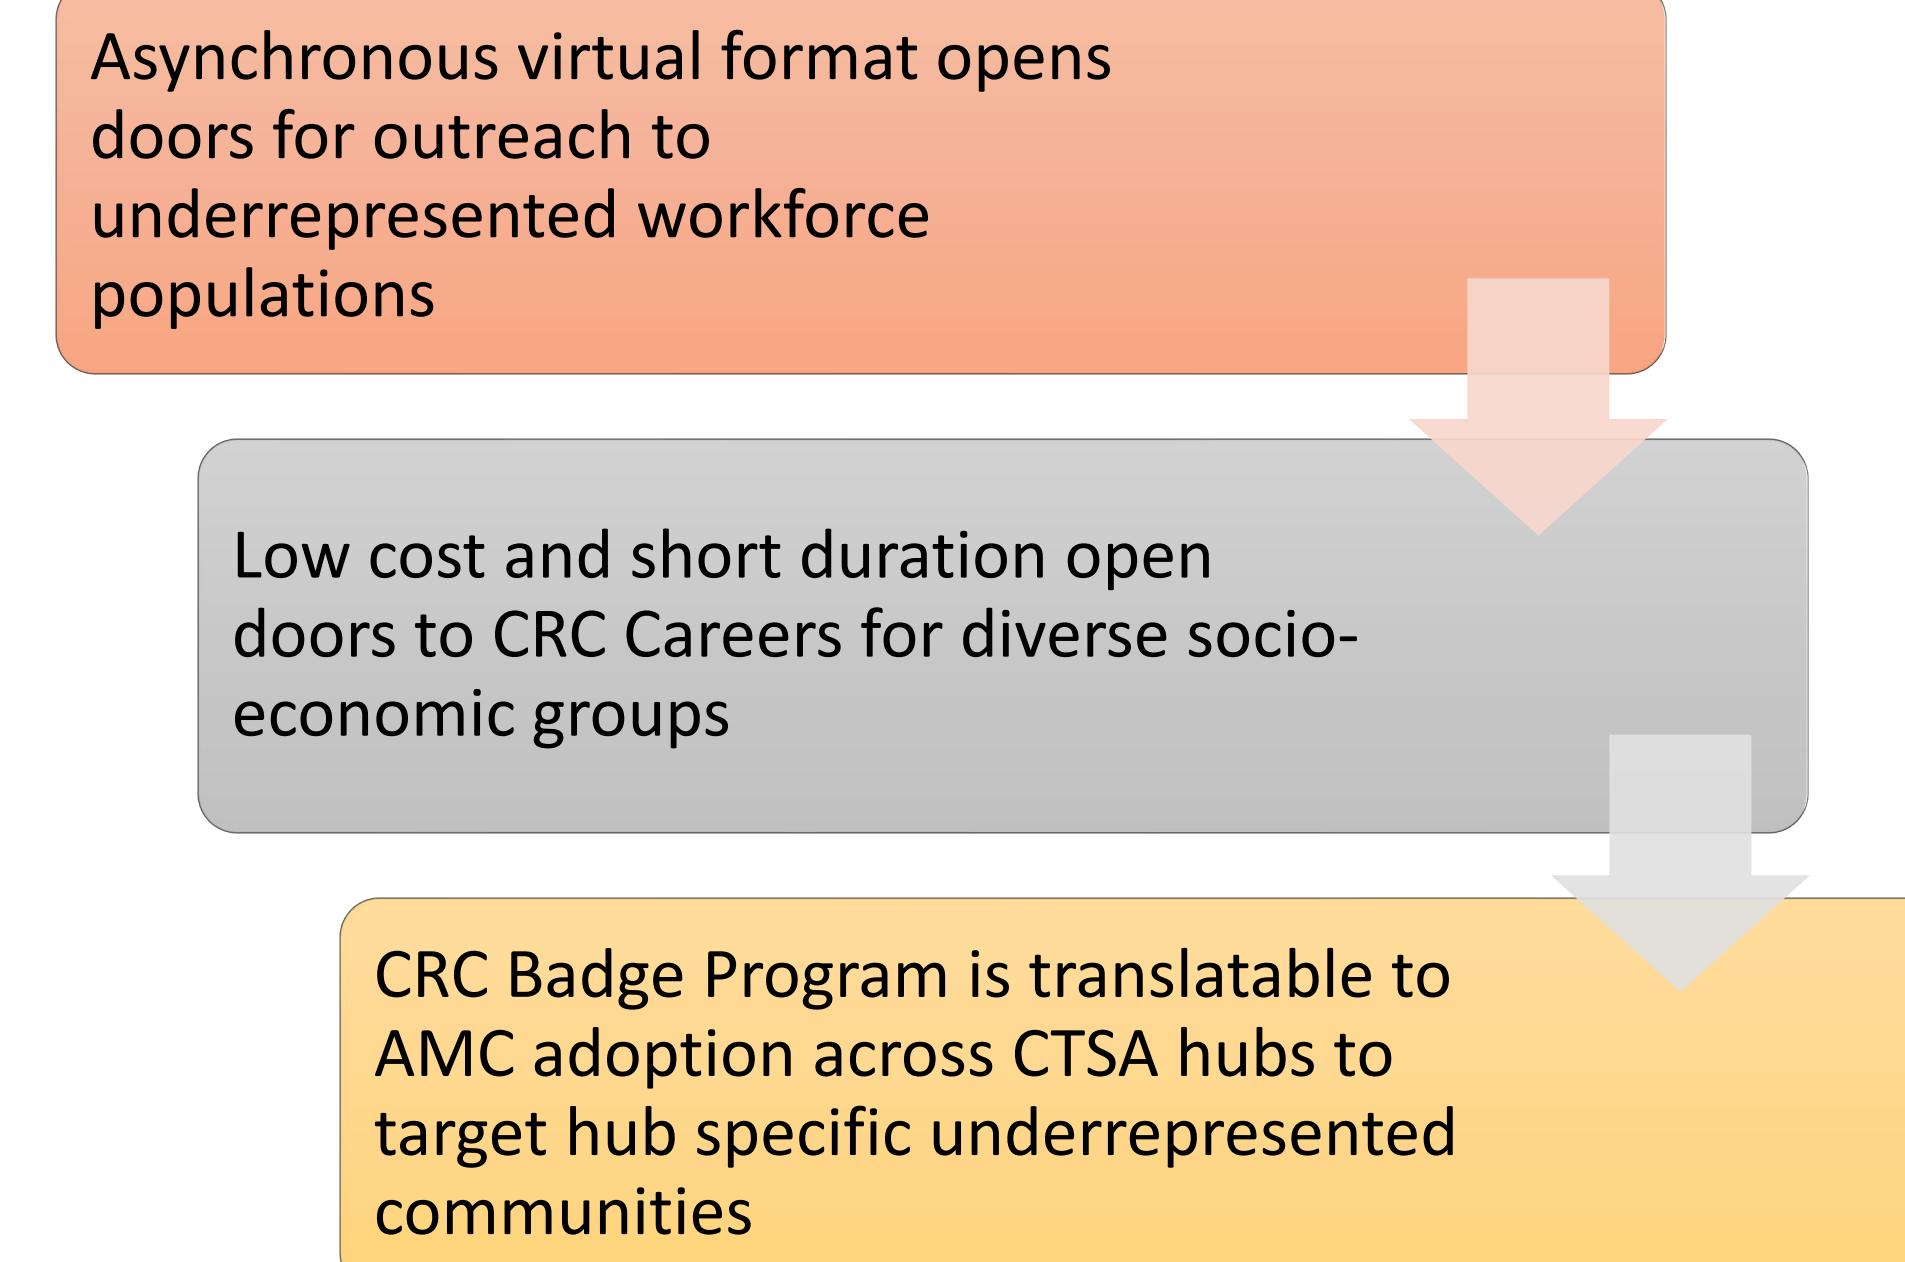 Asynchronous virtual format opens
doors for outreach to
underrepresented workforce
populations
Low cost and short duration open
doors to CRC Careers for diverse socio-
economic groups
CRC Badge Program is translatable to
AMC adoption across CTSA hubs to
target hub specific underrepresented
communities